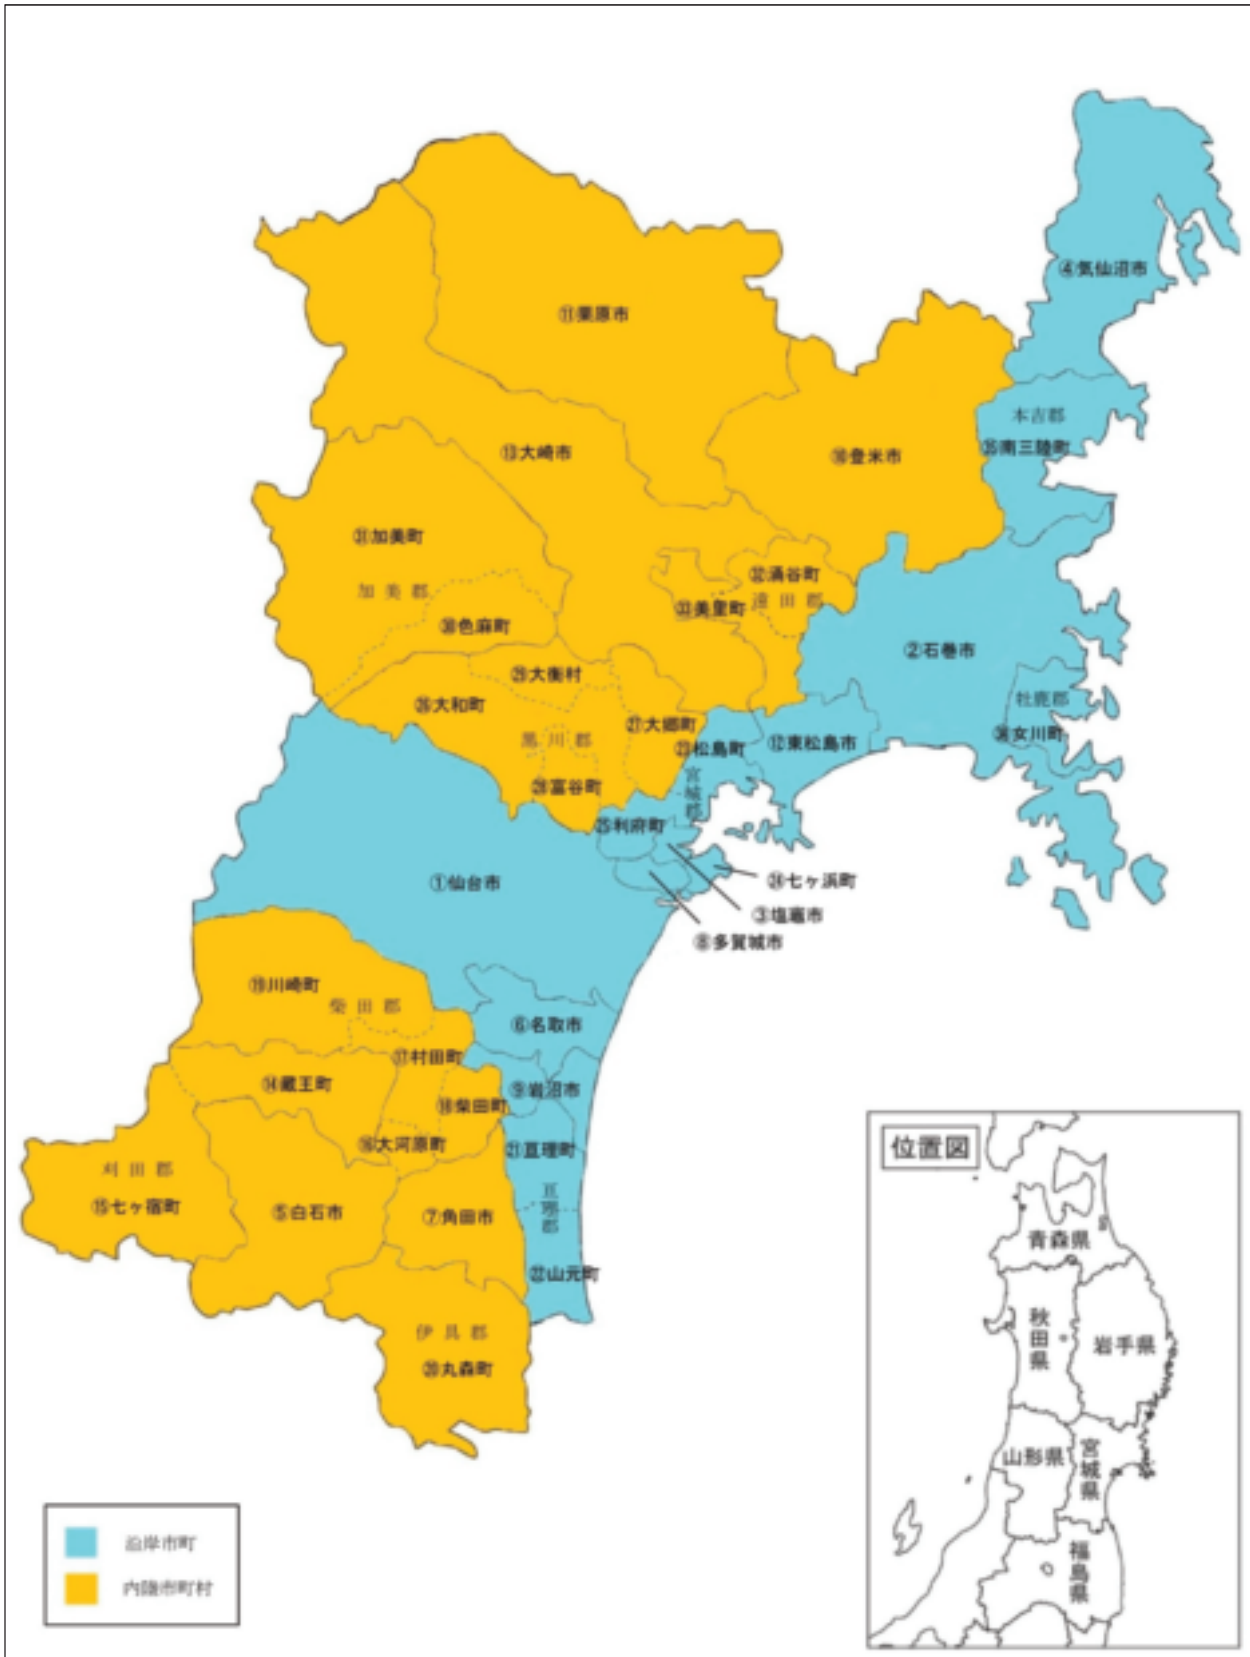 ④気仙沼市
⑪栗原市
本吉郡
㉟南三陸町
⑬大崎市
⑩登米市
㉛加美町
加美郡
㉜涌谷町
遠田郡
㉝美里町
㉚色麻町
②石巻市
㉙大衡村
牡鹿郡
㉞女川町
㉖大和町
㉗大郷町
黒川郡
㉓松島町
⑫東松島市
宮城郡
㉘富谷町
㉕利府町
①仙台市
㉔七ヶ浜町
③塩竈市
⑧多賀城市
⑲川崎町
柴田郡
⑥名取市
⑰村田町
⑭蔵王町
⑨岩沼市
⑱柴田町
⑯大河原町
㉑亘理町
刈田郡
⑮七ヶ宿町
⑤白石市
⑦角田市
亘理郡
㉒山元町
伊具郡
⑳丸森町
位置図
青森県
秋田県
岩手県
山形県
宮城県
福島県
沿岸市町
内陸市町村